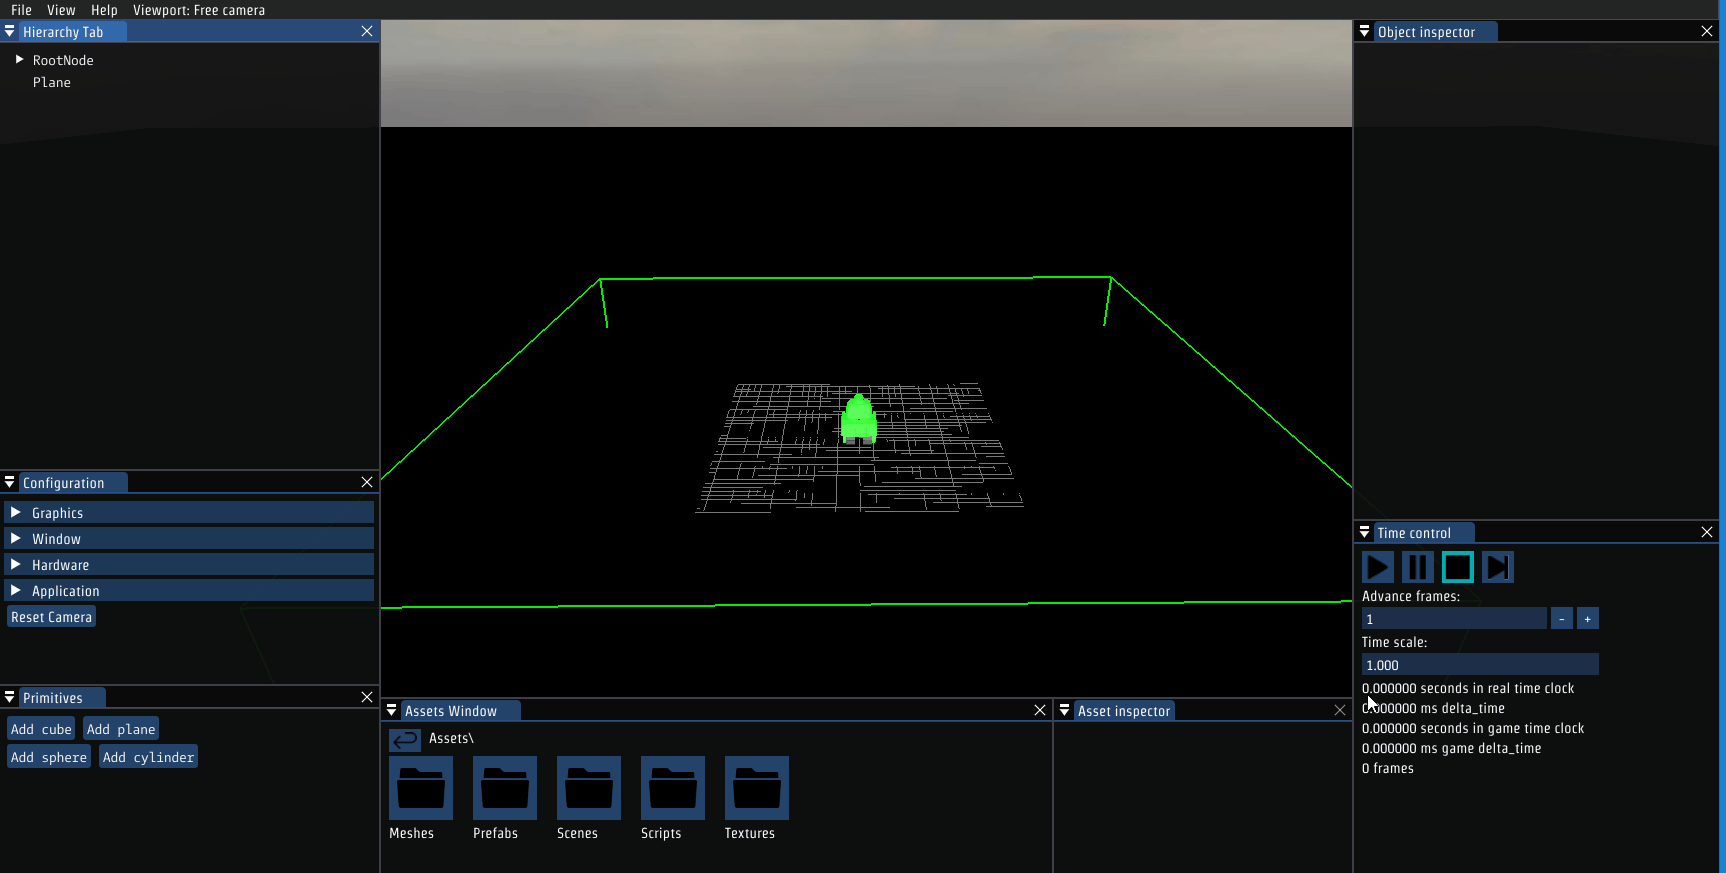 File View Help Viewport: Free camera
Hierarchy Tab
RootNode
Plane
Configuration
Graphics
Window
Hardware
Application
Reset Camera
Primitives
Add cube Add plane
Add sphere Add cylinder
Assets Window
Assets\
Meshes Prefabs Scenes Scripts Textures
Asset inspector
Object inspector
Time control
Advance frames:
1 - +
Time scale:
1.000
0.000000 seconds in real time clock
0.000000 ms delta_time
0.000000 seconds in game time clock
0.000000 ms game delta_time
0 frames